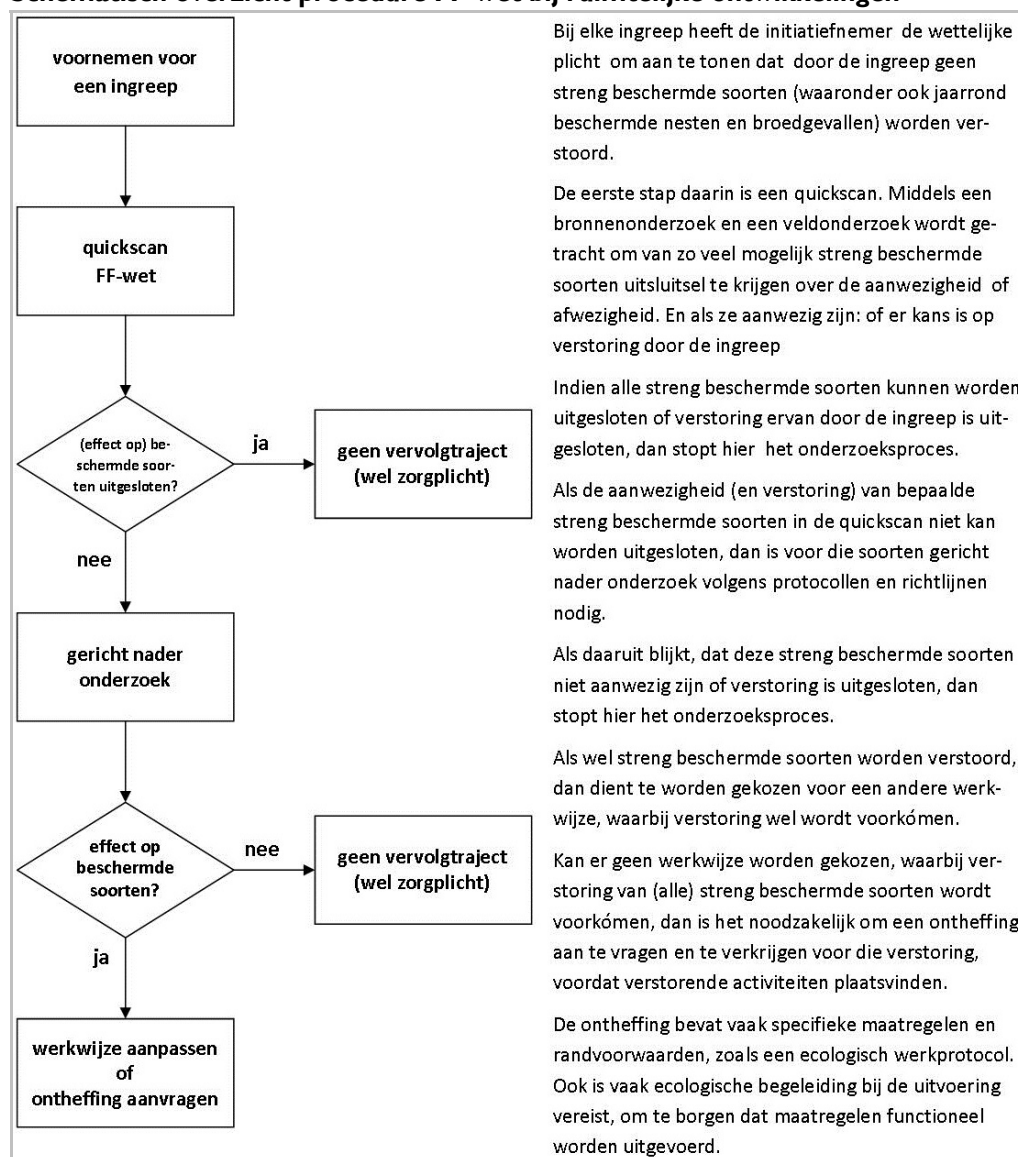 Schematisch overzicht procedure FF-wet bij ruimtelijke ontwikkelingen
voornemen voor
een ingreep
quickscan
FF-wet
(effect op) be-
schermde soor-
ten uitgesloten?
ja
geen vervolgtraject
(wel zorgplicht)
nee
gericht nader
onderzoek
effect op
beschermde
soorten?
nee
geen vervolgtraject
(wel zorgplicht)
ja
werkwijze aanpassen
of
ontheffing aanvragen
Bij elke ingreep heeft de initiatiefnemer de wettelijke
plicht om aan te tonen dat door de ingreep geen
streng beschermde soorten (waaronder ook jaarrond
beschermde nesten en broedgevallen) worden ver-
stoord.
De eerste stap daarin is een quickscan. Middels een
bronnenonderzoek en een veldonderzoek wordt ge-
tracht om van zo veel mogelijk streng beschermde
soorten uitsluitsel te krijgen over de aanwezigheid of
afwezigheid. En als ze aanwezig zijn: of er kans is op
verstoring door de ingreep
Indien alle streng beschermde soorten kunnen worden
uitgesloten of verstoring ervan door de ingreep is uit-
gesloten, dan stopt hier het onderzoeksproces.
Als de aanwezigheid (en verstoring) van bepaalde
streng beschermde soorten in de quickscan niet kan
worden uitgesloten, dan is voor die soorten gericht
nader onderzoek volgens protocollen en richtlijnen
nodig.
Als daaruit blijkt, dat deze streng beschermde soorten
niet aanwezig zijn of verstoring is uitgesloten, dan
stopt hier het onderzoeksproces.
Als wel streng beschermde soorten worden verstoord,
dan dient te worden gekozen voor een andere werk-
wijze, waarbij verstoring wel wordt voorkómen.
Kan er geen werkwijze worden gekozen, waarbij ver-
storing van (alle) streng beschermde soorten wordt
voorkómen, dan is het noodzakelijk om een ontheffing
aan te vragen en te verkrijgen voor die verstoring,
voordat verstorende activiteiten plaatsvinden.
De ontheffing bevat vaak specifieke maatregelen en
randvoorwaarden, zoals een ecologisch werkprotocol.
Ook is vaak ecologische begeleiding bij de uitvoering
vereist, om te borgen dat maatregelen functioneel
worden uitgevoerd.